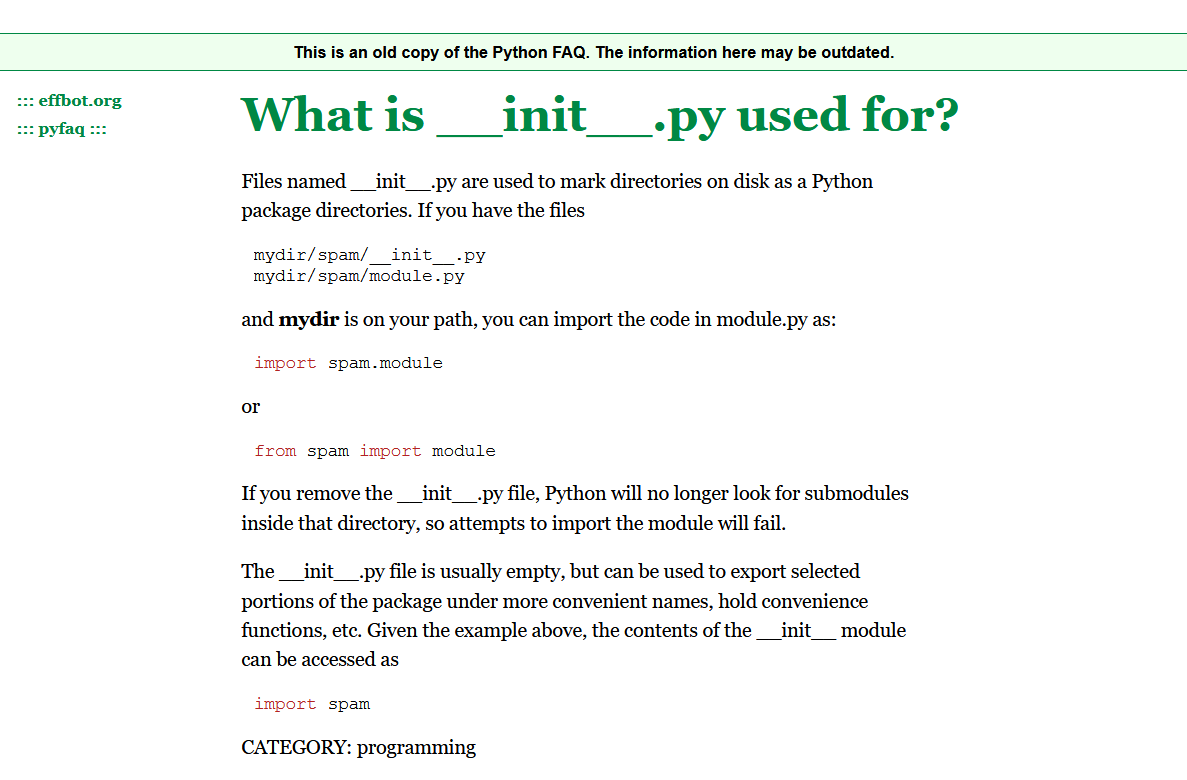 This is an old copy of the Python FAQ. The information here may be outdated.
::: effbot.org
::: pyfaq :::
What is __init__.py used for?
Files named __init__.py are used to mark directories on disk as a Python
package directories. If you have the files
mydir/spam/__init__.py
mydir/spam/module.py
and mydir is on your path, you can import the code in module.py as:
import spam.module
or
from spam import module
If you remove the __init__.py file, Python will no longer look for submodules
inside that directory, so attempts to import the module will fail.
The __init__.py file is usually empty, but can be used to export selected
portions of the package under more convenient names, hold convenience
functions, etc. Given the example above, the contents of the __init__ module
can be accessed as
import spam
CATEGORY: programming